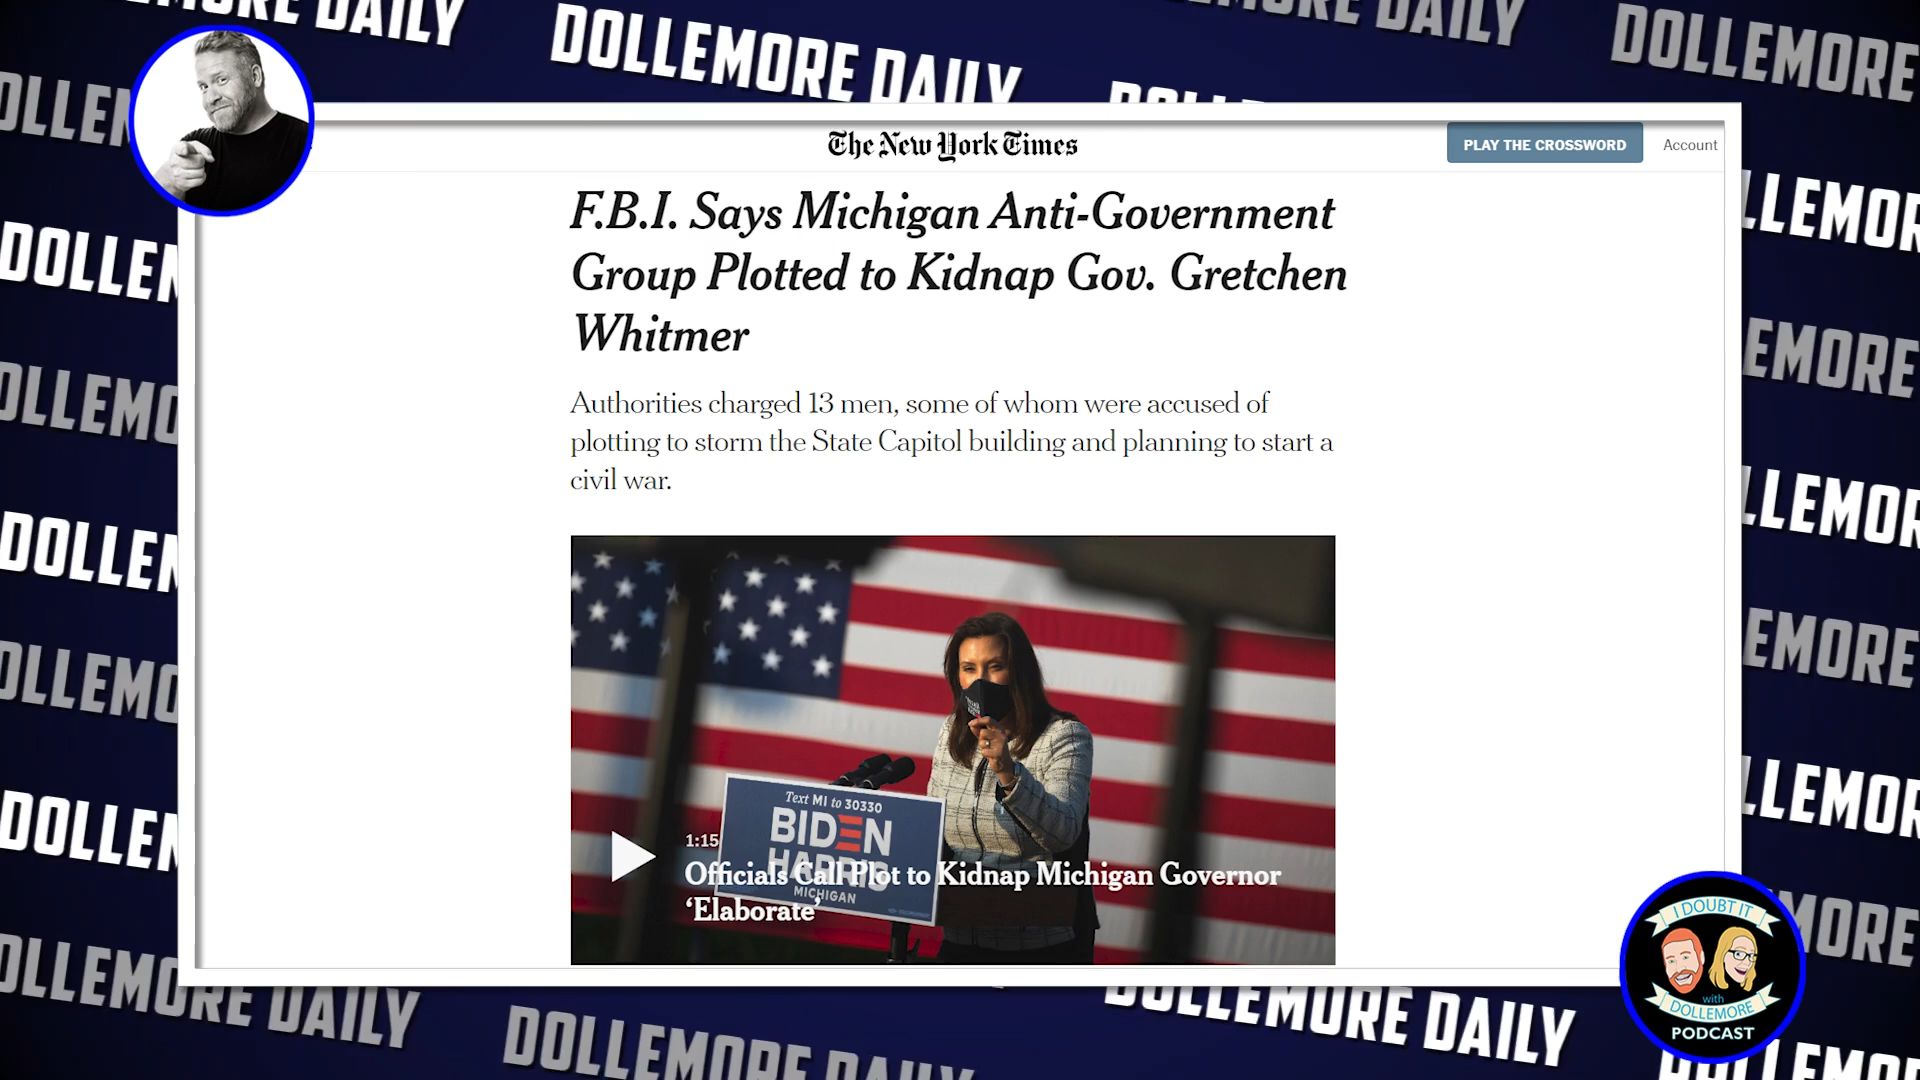 DOLLEMORE DAILY
The New York Times
PLAY THE CROSSWORD
Account
F.B.I. Says Michigan Anti-Government
Group Plotted to Kidnap Gov. Gretchen
Whitmer
Authorities charged 13 men, some of whom were accused of
plotting to storm the State Capitol building and planning to start a
civil war.
Text MI to 30330
BIDEN
HARRIS
MICHIGAN
1:15
Officials Call Plot to Kidnap Michigan Governor
‘Elaborate’
I DOUBT IT
with
DOLLEMORE
PODCAST
DOLLEMORE DAILY